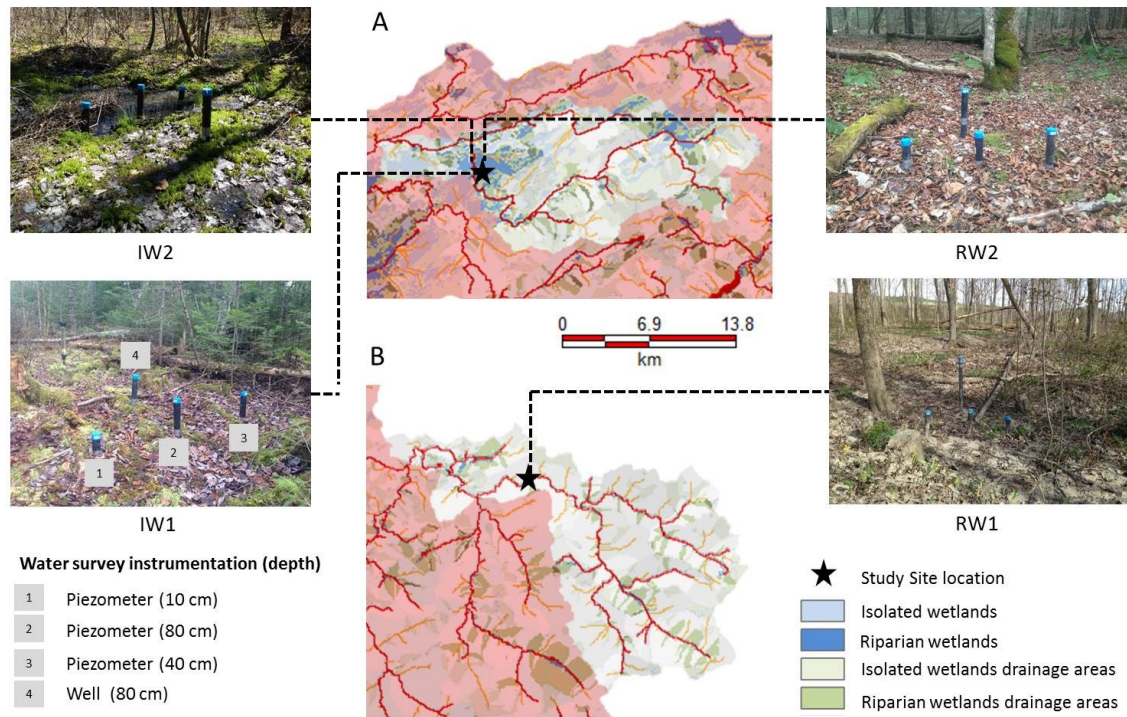 A
IW2
RW2
0 6.9 13.8
km
4
1
2
3
B
IW1
RW1
Water survey instrumentation (depth)
1 Piezometer (10 cm)
2 Piezometer (80 cm)
3 Piezometer (40 cm)
4 Well (80 cm)
Study Site location
Isolated wetlands
Riparian wetlands
Isolated wetlands drainage areas
Riparian wetlands drainage areas